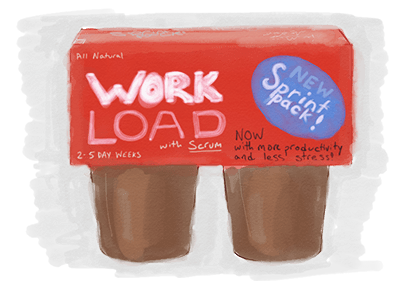 All Natural
WORK
LOAD
with Scrum
2-5 DAY WEEKS
NEW
Sprint
pack!
NOW
with more productivity
and less stress!